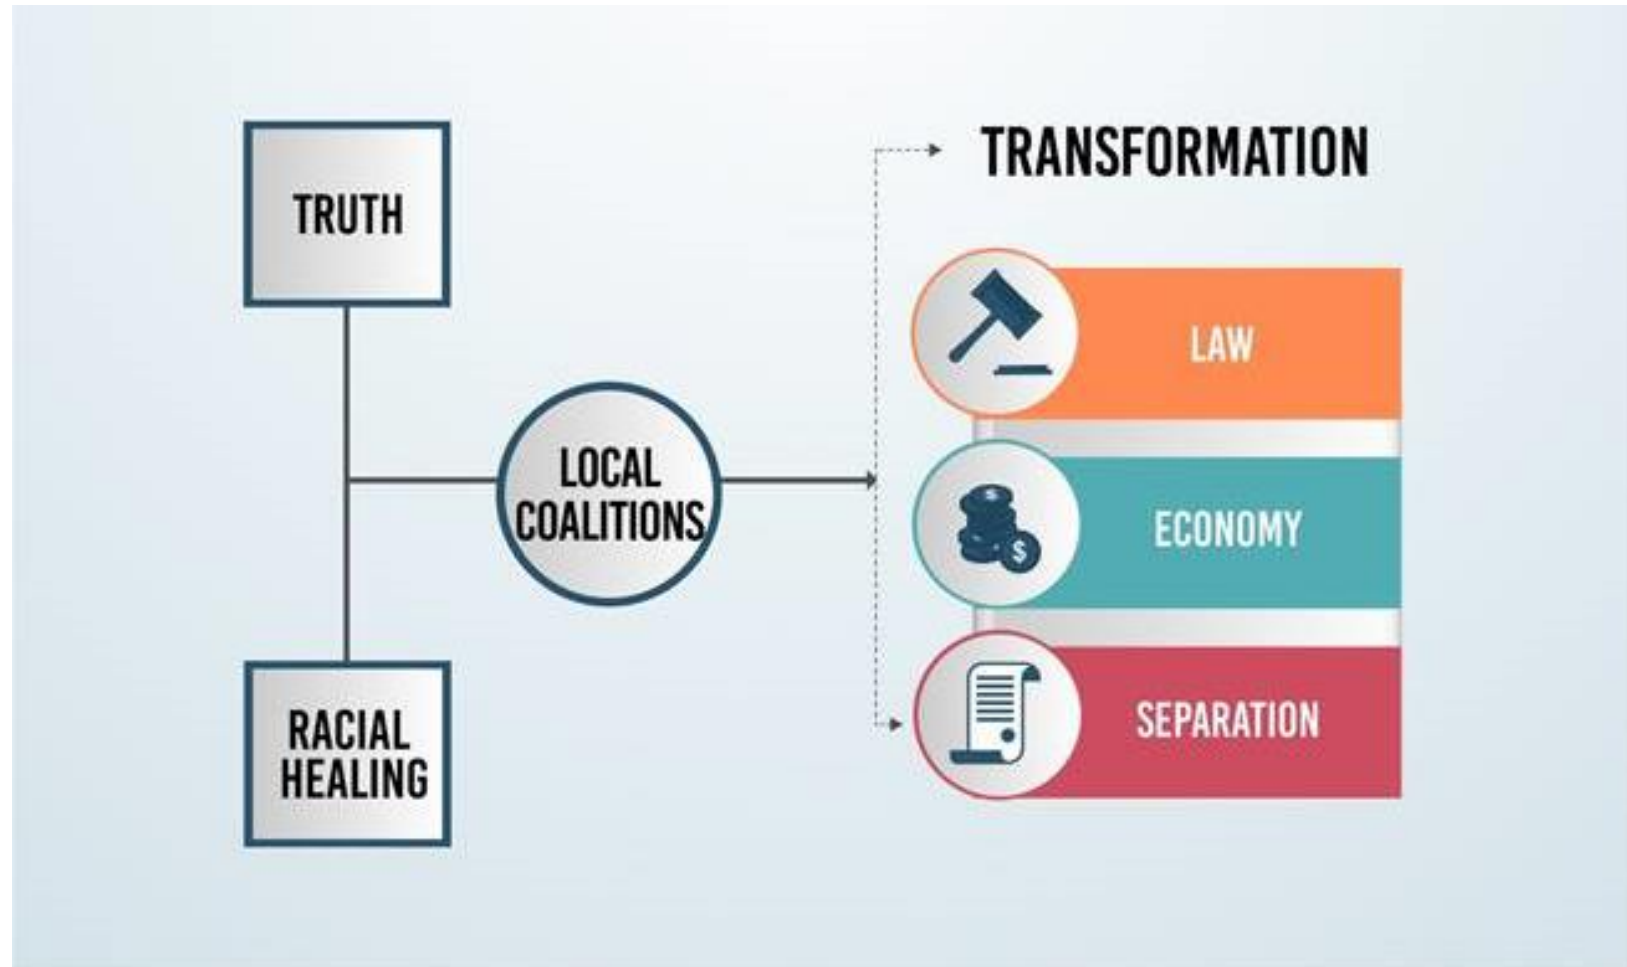 TRUTH
RACIAL
HEALING
LOCAL
COALITIONS
TRANSFORMATION
LAW
$
$
ECONOMY
SEPARATION